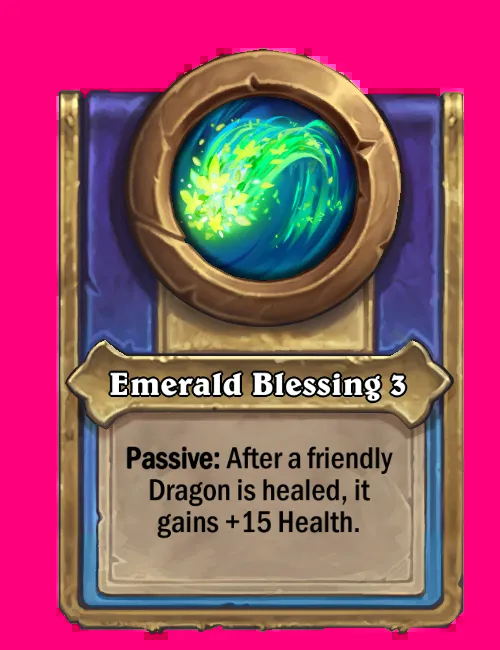 Emerald Blessing 3
Passive: After a friendly
Dragon is healed, it
gains +15 Health.